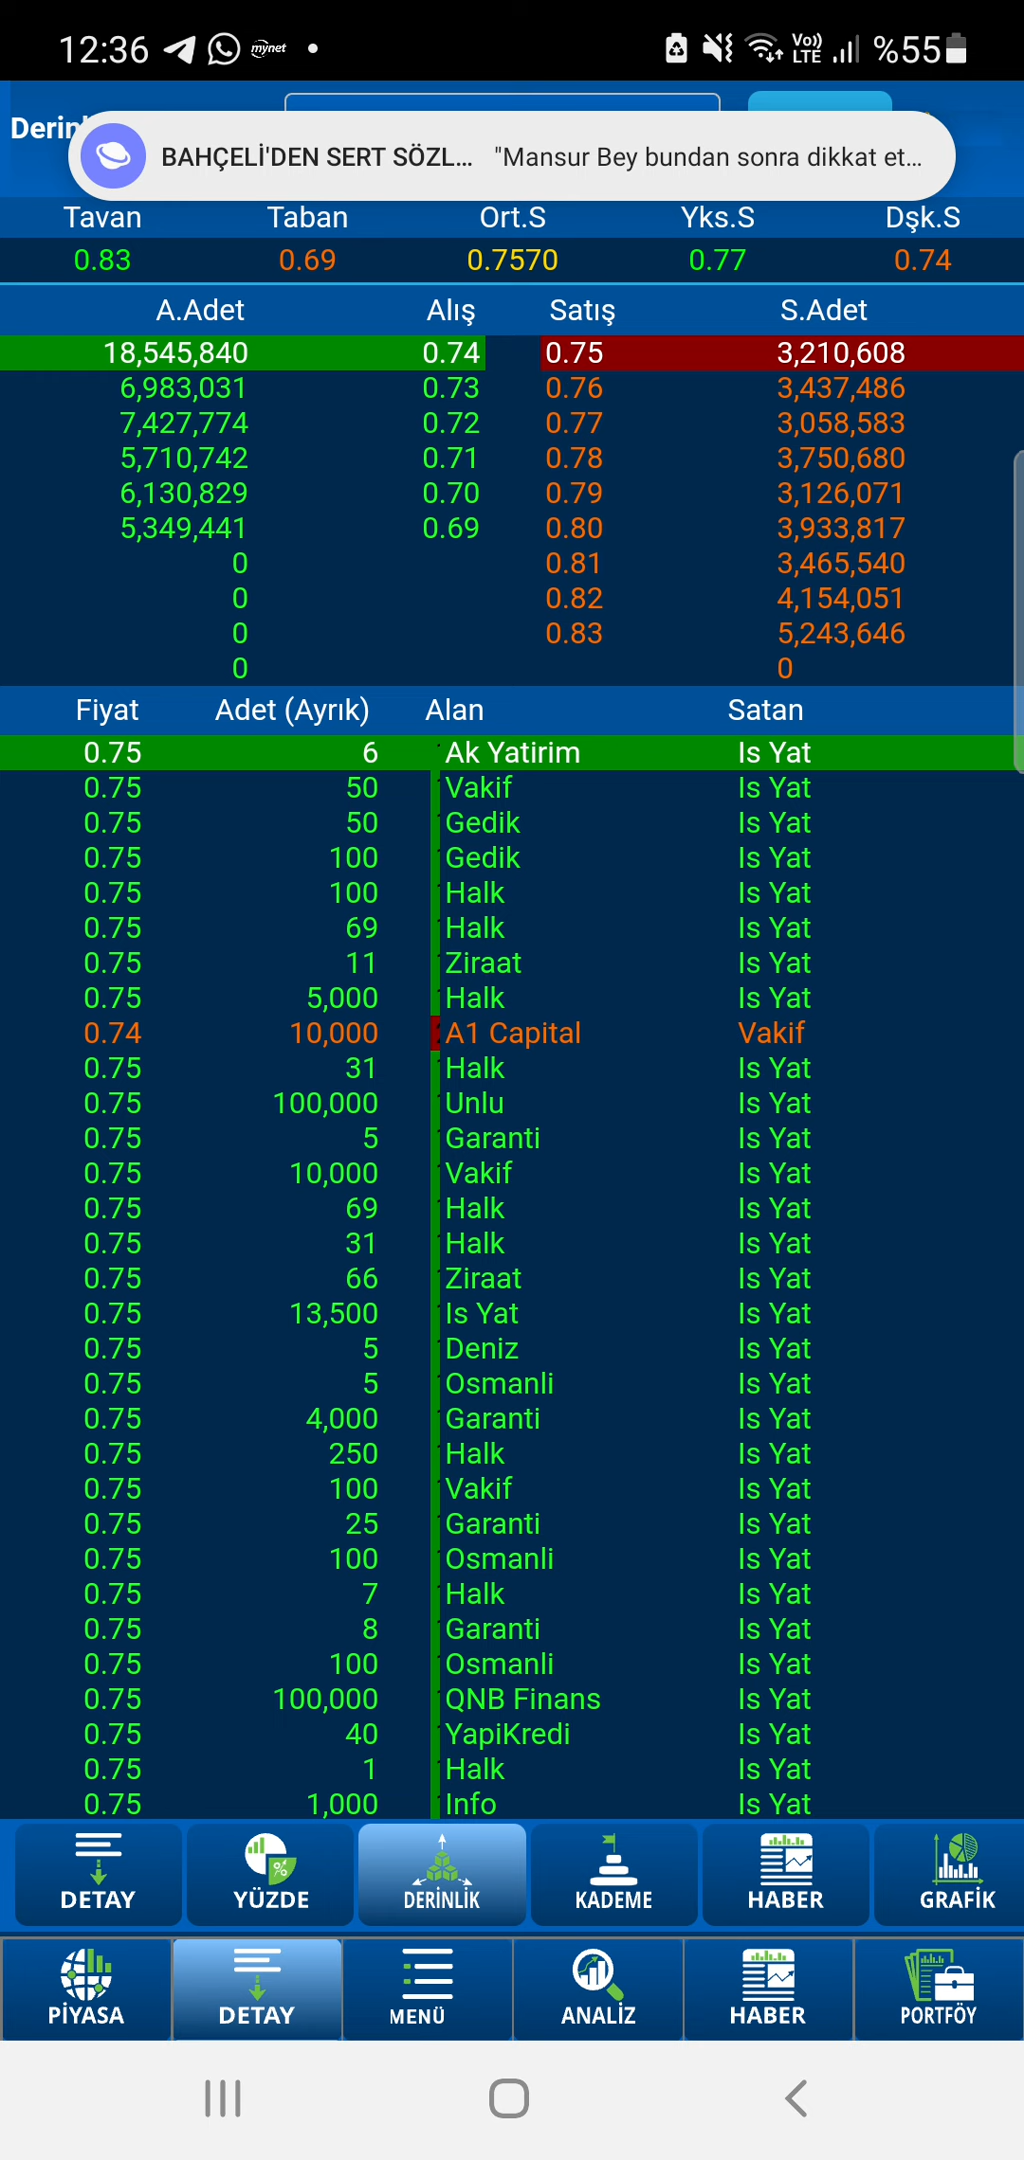 12:36 mynet Vo)) LTE %55
Derin
BAHÇELİ'DEN SERT SÖZL... "Mansur Bey bundan sonra dikkat et...
Tavan Taban Ort.S Yks.S Dşk.S
0.83 0.69 0.7570 0.77 0.74
A.Adet Alış Satış S.Adet
18,545,840 0.74 0.75 3,210,608
6,983,031 0.73 0.76 3,437,486
7,427,774 0.72 0.77 3,058,583
5,710,742 0.71 0.78 3,750,680
6,130,829 0.70 0.79 3,126,071
5,349,441 0.69 0.80 3,933,817
0 0.81 3,465,540
0 0.82 4,154,051
0 0.83 5,243,646
0 0
Fiyat Adet (Ayrık) Alan Satan
0.75 6 Ak Yatirim Is Yat
0.75 50 Vakif Is Yat
0.75 50 Gedik Is Yat
0.75 100 Gedik Is Yat
0.75 100 Halk Is Yat
0.75 69 Halk Is Yat
0.75 11 Ziraat Is Yat
0.75 5,000 Halk Is Yat
0.74 10,000 A1 Capital Vakif
0.75 31 Halk Is Yat
0.75 100,000 Unlu Is Yat
0.75 5 Garanti Is Yat
0.75 10,000 Vakif Is Yat
0.75 69 Halk Is Yat
0.75 31 Halk Is Yat
0.75 66 Ziraat Is Yat
0.75 13,500 Is Yat Is Yat
0.75 5 Deniz Is Yat
0.75 5 Osmanli Is Yat
0.75 4,000 Garanti Is Yat
0.75 250 Halk Is Yat
0.75 100 Vakif Is Yat
0.75 25 Garanti Is Yat
0.75 100 Osmanli Is Yat
0.75 7 Halk Is Yat
0.75 8 Garanti Is Yat
0.75 100 Osmanli Is Yat
0.75 100,000 QNB Finans Is Yat
0.75 40 YapiKredi Is Yat
0.75 1 Halk Is Yat
0.75 1,000 Info Is Yat
DETAY YÜZDE DERİNLİK KADEME HABER GRAFİK
PİYASA DETAY MENÜ ANALİZ HABER PORTFÖY